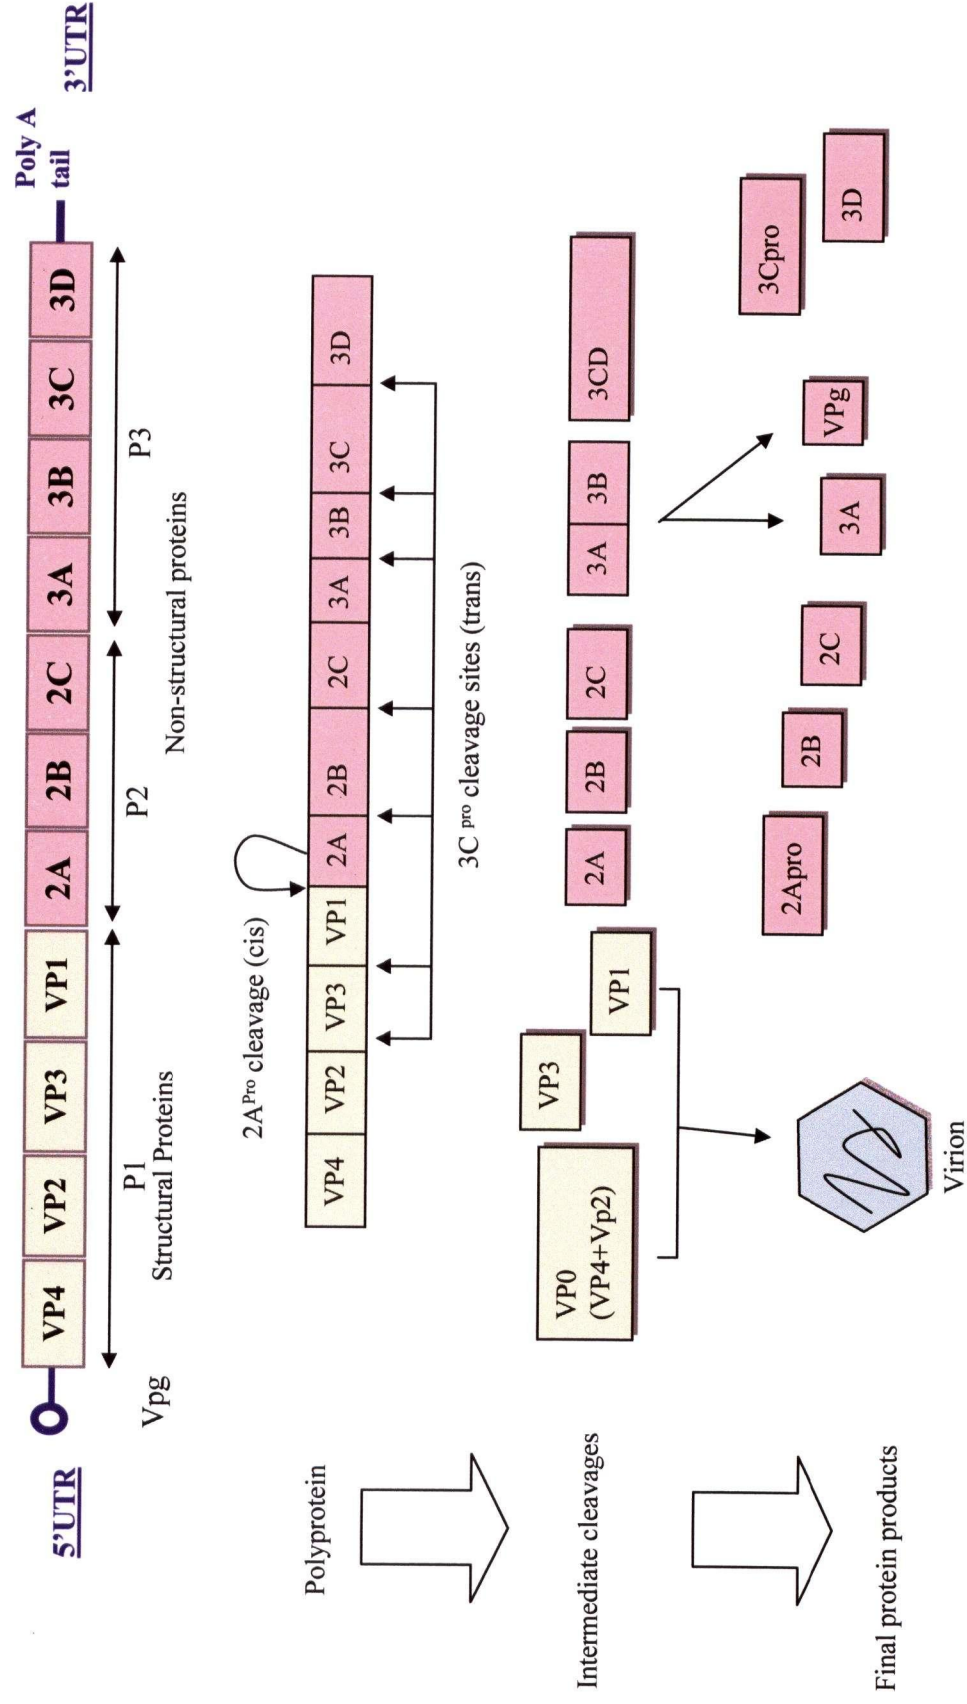 5'UTR
Vpg
VP4
VP2
VP3
VP1
2A
2B
2C
3A
3B
3C
3D
Poly A
tail
3'UTR
P1
Structural Proteins
P2
P3
Non-structural proteins
Polyprotein
2APro cleavage (cis)
VP4
VP2
VP3
VP1
2A
2B
2C
3A
3B
3C
3D
3C pro cleavage sites (trans)
Intermediate cleavages
VP0
(VP4+Vp2)
VP3
VP1
2A
2B
2C
3A
3B
3CD
Final protein products
Virion
2Apro
2B
2C
3A
VPg
3Cpro
3D